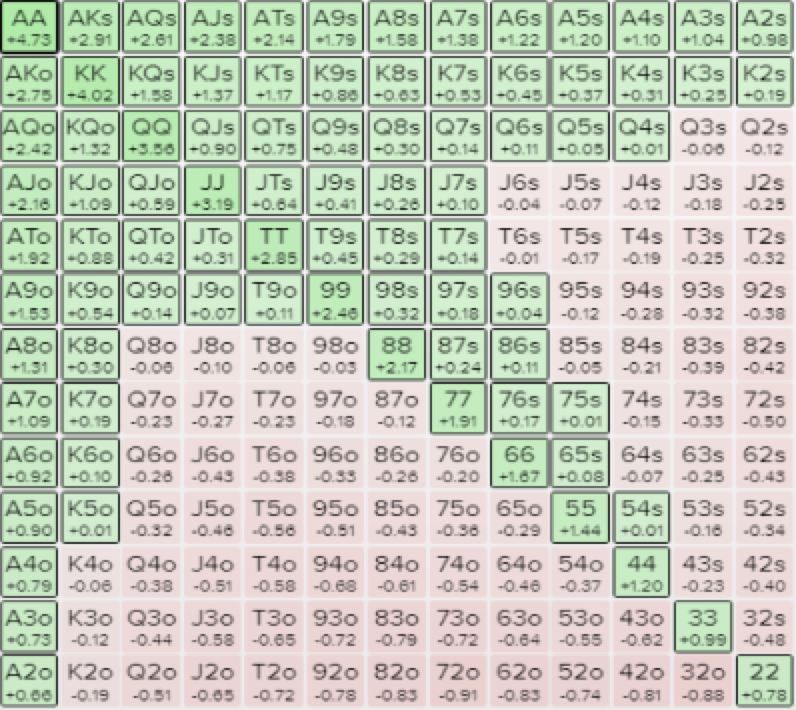 AA AKs AQs AJs ATs A9s A8s A7s A6s A5s A4s A3s A2s
+4.73 +2.91 +2.61 +2.38 +2.14 +1.79 +1.58 +1.38 +1.22 +1.20 +1.10 +1.04 +0.98
AKo KK KQs KJs KTs K9s K8s K7s K6s K5s K4s K3s K2s
+2.75 +4.02 +1.58 +1.37 +1.17 +0.86 +0.63 +0.53 +0.45 +0.37 +0.31 +0.25 +0.19
AQo KQo QQ QJs QTs Q9s Q8s Q7s Q6s Q5s Q4s Q3s Q2s
+2.42 +1.32 +3.56 +0.90 +0.75 +0.48 +0.30 +0.14 +0.11 +0.05 +0.01 -0.06 -0.12
AJo KJo QJo JJ JTs J9s J8s J7s J6s J5s J4s J3s J2s
+2.16 +1.09 +0.59 +3.19 +0.64 +0.41 +0.26 +0.10 -0.04 -0.07 -0.12 -0.18 -0.25
ATo KTo QTo JTo TT T9s T8s T7s T6s T5s T4s T3s T2s
+1.92 +0.88 +0.42 +0.31 +2.85 +0.45 +0.29 +0.14 -0.01 -0.17 -0.19 -0.25 -0.32
A9o K9o Q9o J9o T9o 99 98s 97s 96s 95s 94s 93s 92s
+1.53 +0.54 +0.14 +0.07 +0.11 +2.46 +0.32 +0.18 +0.04 -0.12 -0.28 -0.32 -0.38
A8o K8o Q8o J8o T8o 98o 88 87s 86s 85s 84s 83s 82s
+1.31 +0.30 -0.06 -0.10 -0.06 -0.03 +2.17 +0.24 +0.11 -0.05 -0.21 -0.39 -0.42
A7o K7o Q7o J7o T7o 97o 87o 77 76s 75s 74s 73s 72s
+1.09 +0.19 -0.23 -0.27 -0.23 -0.18 -0.12 +1.91 +0.17 +0.01 -0.15 -0.33 -0.50
A6o K6o Q6o J6o T6o 96o 86o 76o 66 65s 64s 63s 62s
+0.92 +0.10 -0.26 -0.43 -0.38 -0.33 -0.26 -0.20 +1.67 +0.08 -0.07 -0.25 -0.43
A5o K5o Q5o J5o T5o 95o 85o 75o 65o 55 54s 53s 52s
+0.90 +0.01 -0.32 -0.46 -0.56 -0.51 -0.43 -0.36 -0.29 +1.44 +0.01 -0.16 -0.34
A4o K4o Q4o J4o T4o 94o 84o 74o 64o 54o 44 43s 42s
+0.79 -0.06 -0.38 -0.51 -0.58 -0.68 -0.61 -0.54 -0.46 -0.37 +1.20 -0.23 -0.40
A3o K3o Q3o J3o T3o 93o 83o 73o 63o 53o 43o 33 32s
+0.73 -0.12 -0.44 -0.58 -0.65 -0.72 -0.79 -0.72 -0.64 -0.55 -0.62 +0.99 -0.48
A2o K2o Q2o J2o T2o 92o 82o 72o 62o 52o 42o 32o 22
+0.66 -0.19 -0.51 -0.65 -0.72 -0.78 -0.83 -0.91 -0.83 -0.74 -0.81 -0.88 +0.78